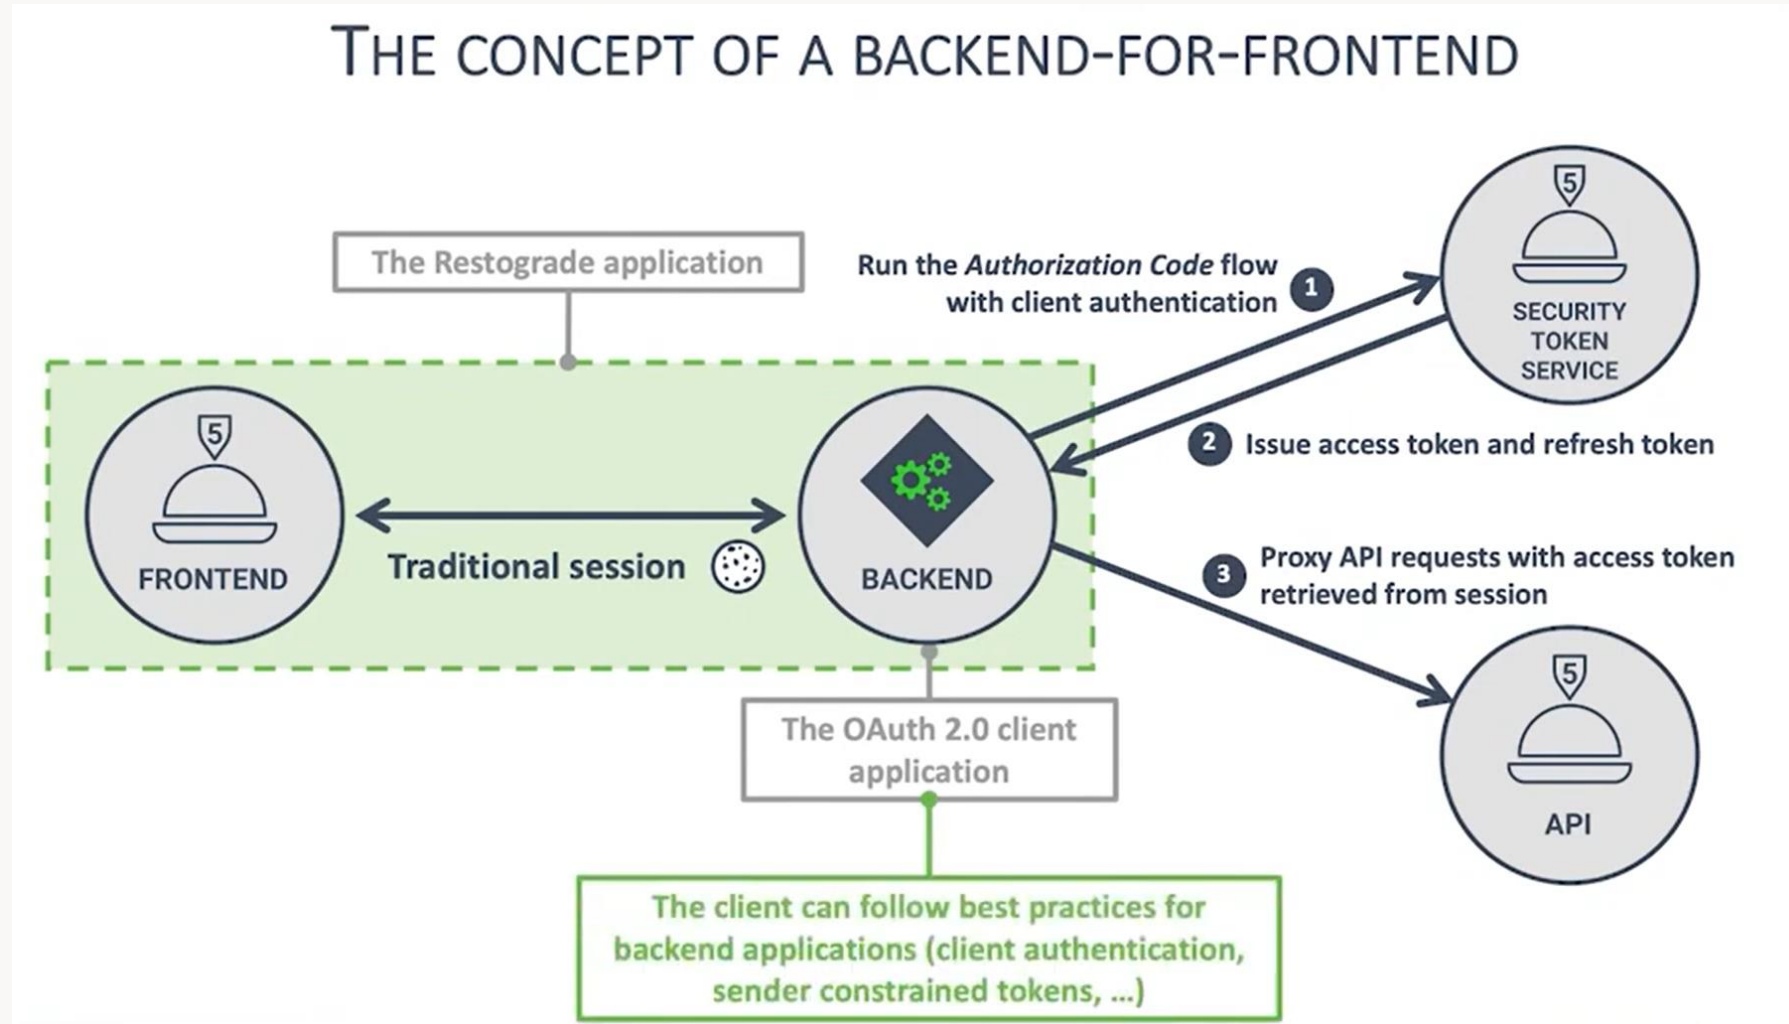 THE CONCEPT OF A BACKEND-FOR-FRONTEND
The Restograde application
Run the Authorization Code flow
with client authentication
1
5
SECURITY
TOKEN
SERVICE
2 Issue access token and refresh token
5
FRONTEND
Traditional session
BACKEND
3 Proxy API requests with access token
retrieved from session
5
API
The OAuth 2.0 client
application
The client can follow best practices for
backend applications (client authentication,
sender constrained tokens, ...)